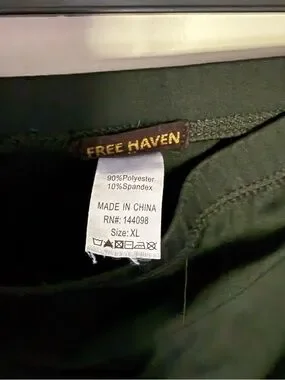 FREE HAVEN
90%Polyester
10%Spandex
MADE IN CHINA
RN#: 144098
Size: XL